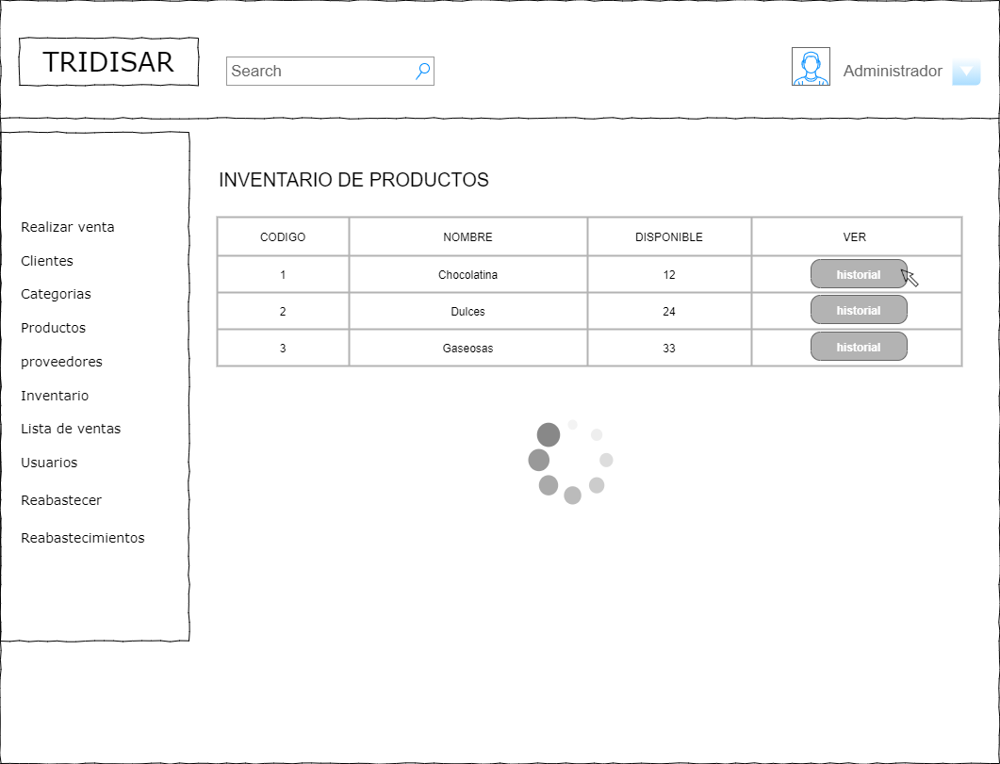 TRIDISAR
Search
Administrador
Realizar venta
Clientes
Categorias
Productos
proveedores
Inventario
Lista de ventas
Usuarios
Reabastecer
Reabastecimientos
INVENTARIO DE PRODUCTOS
CODIGO NOMBRE DISPONIBLE VER
1 Chocolatina 12 historial
2 Dulces 24 historial
3 Gaseosas 33 historial